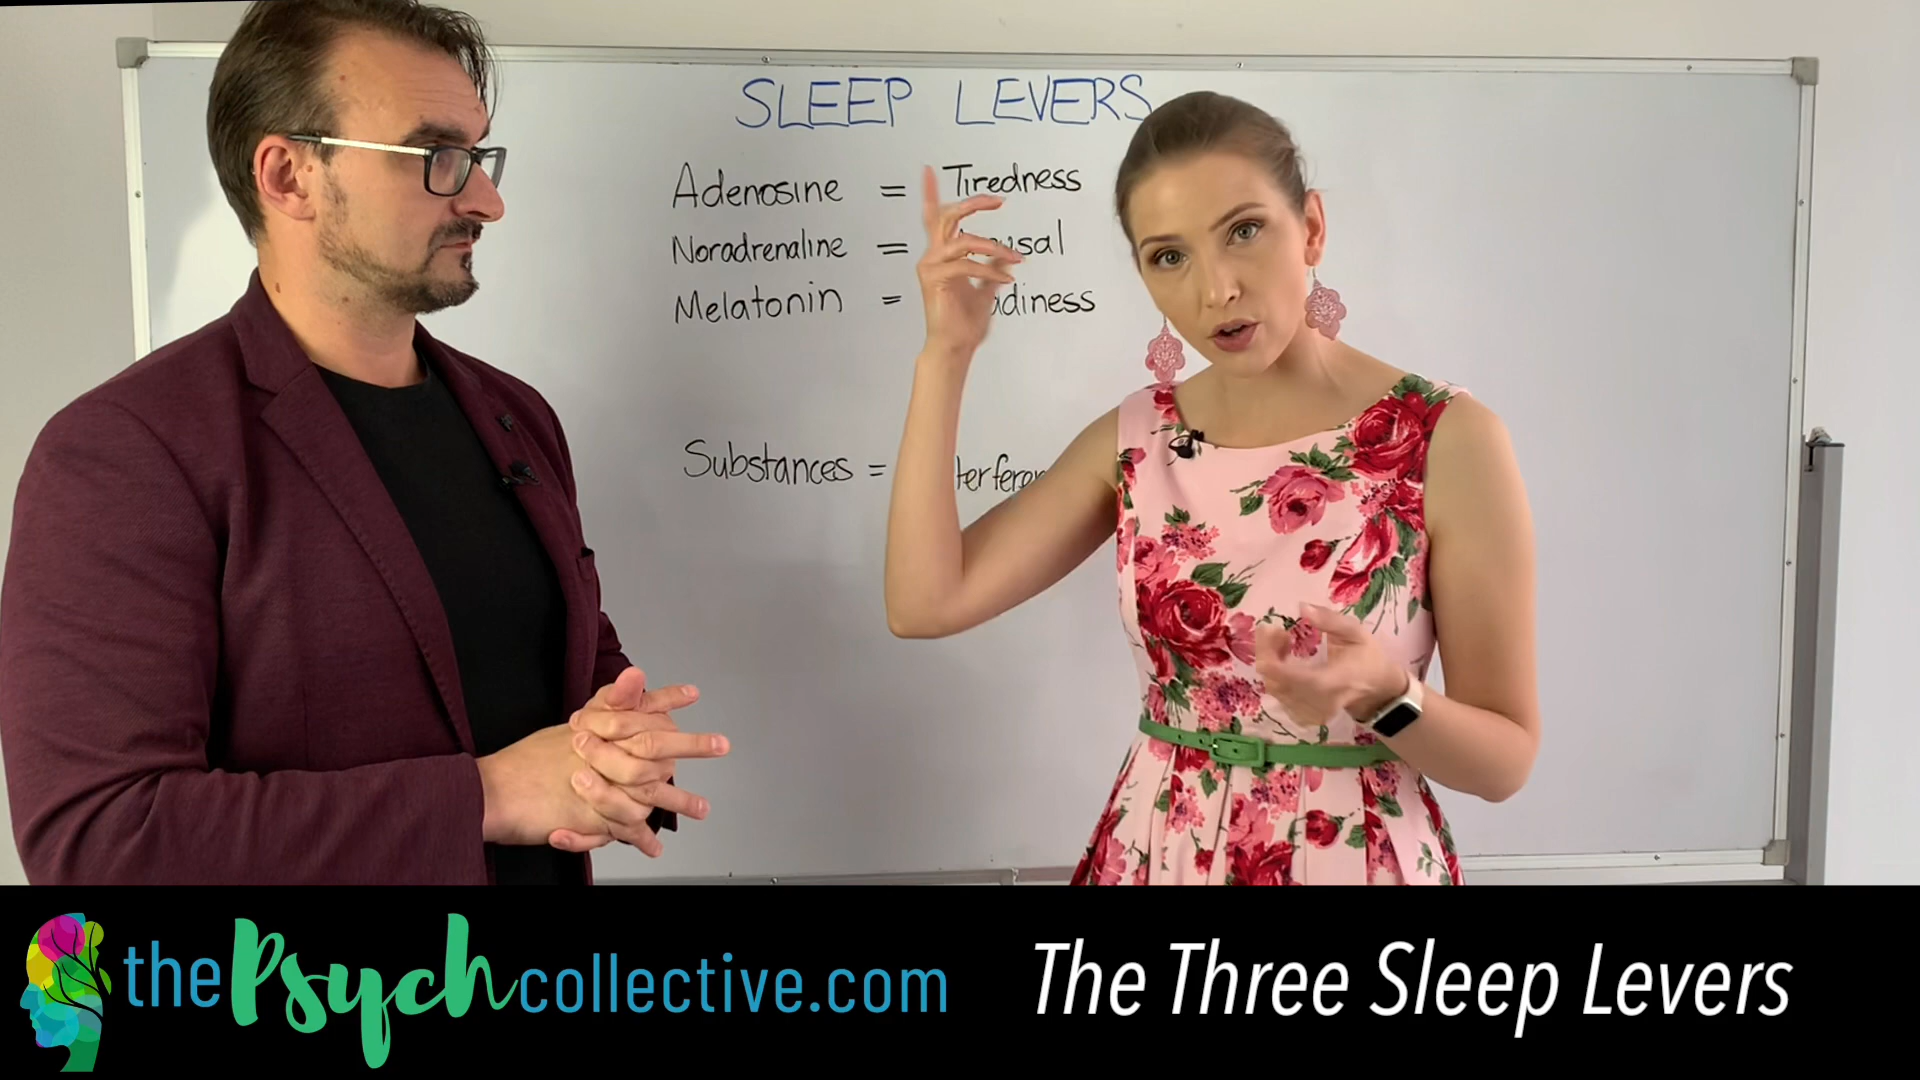 SLEEP LEVERS
Adenosine = Tiredness
Noradrenaline =
Melatonin =
Substances =
thePsychcollective.com
The Three Sleep Levers